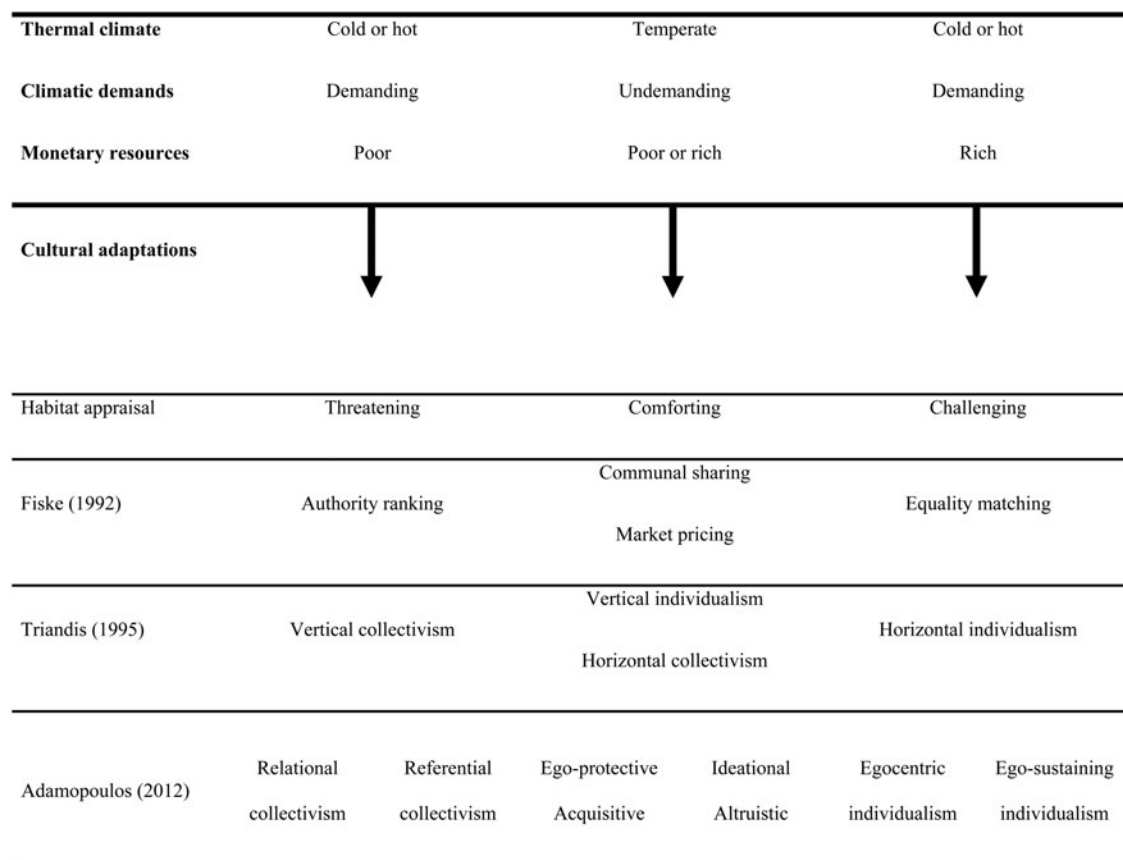 Thermal climate Cold or hot Temperate Cold or hot
Climatic demands Demanding Undemanding Demanding
Monetary resources Poor Poor or rich Rich
Cultural adaptations
Habitat appraisal Threatening Comforting Challenging
Communal sharing
Fiske (1992) Authority ranking Equality matching
Market pricing
Vertical individualism
Triandis (1995) Vertical collectivism Horizontal individualism
Horizontal collectivism
Relational Referential Ego-protective Ideational Egocentric Ego-sustaining
Adamopoulos (2012)
collectivism collectivism Acquisitive Altruistic individualism individualism